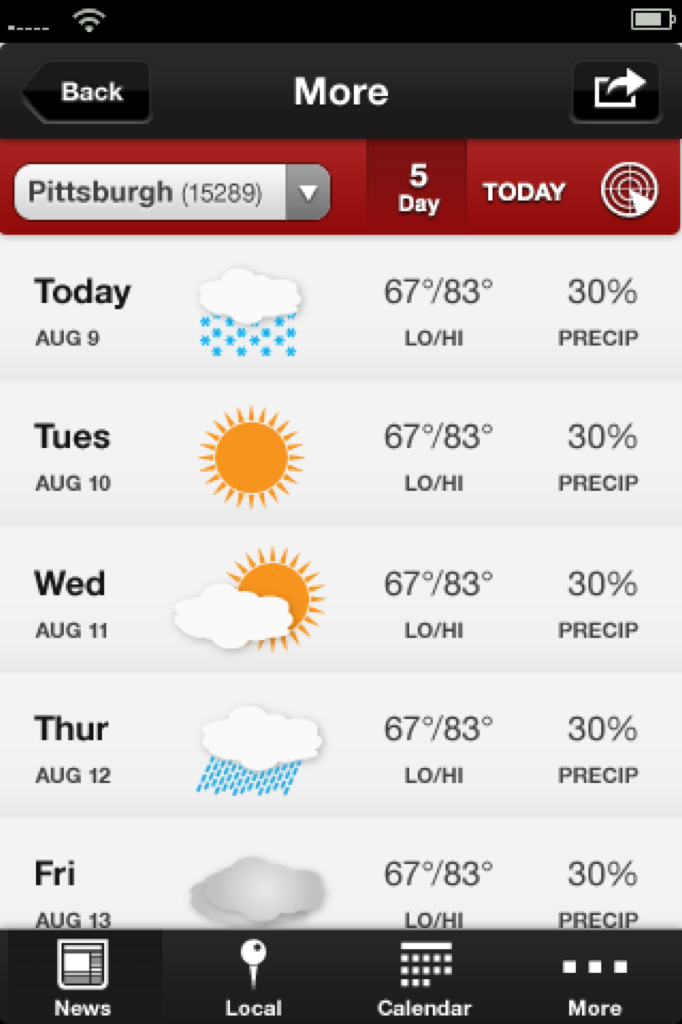 Back More
Pittsburgh (15289) 5 Day TODAY
Today 67°/83° 30%
AUG 9 LO/HI PRECIP
Tues 67°/83° 30%
AUG 10 LO/HI PRECIP
Wed 67°/83° 30%
AUG 11 LO/HI PRECIP
Thur 67°/83° 30%
AUG 12 LO/HI PRECIP
Fri 67°/83° 30%
AUG 13 LO/HI PRECIP
News Local Calendar More